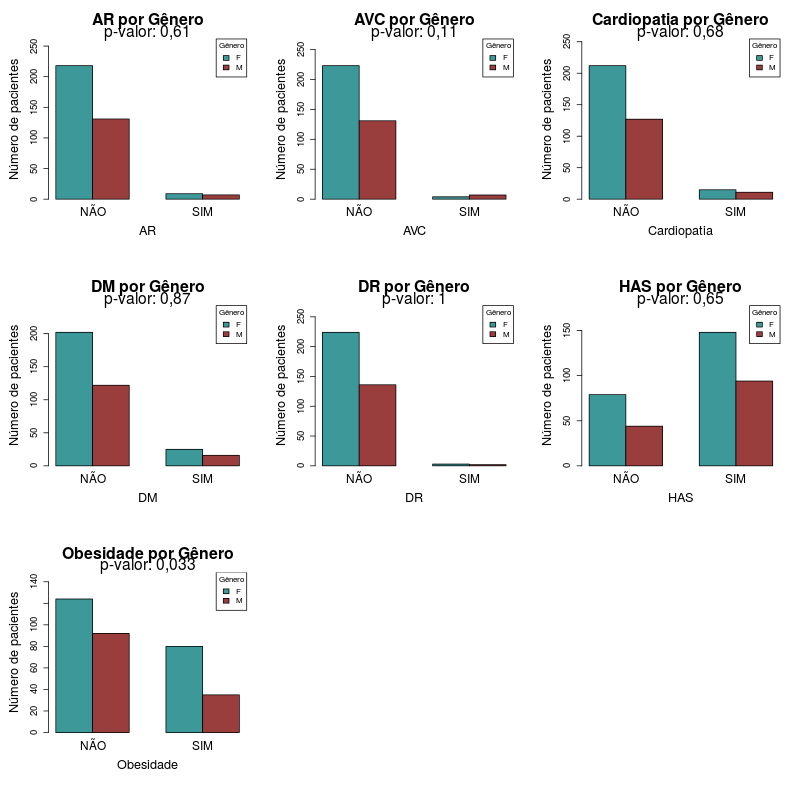 AR por Gênero
p-valor: 0,61
Gênero
F
M
Número de pacientes
0
50
100
150
200
250
NÃO
SIM
AR
AVC por Gênero
p-valor: 0,11
Gênero
F
M
Número de pacientes
0
50
100
150
200
250
NÃO
SIM
AVC
Cardiopatia por Gênero
p-valor: 0,68
Gênero
F
M
Número de pacientes
0
50
100
150
200
250
NÃO
SIM
Cardiopatia
DM por Gênero
p-valor: 0,87
Gênero
F
M
Número de pacientes
0
50
100
150
200
NÃO
SIM
DM
DR por Gênero
p-valor: 1
Gênero
F
M
Número de pacientes
0
50
100
150
200
250
NÃO
SIM
DR
HAS por Gênero
p-valor: 0,65
Gênero
F
M
Número de pacientes
0
50
100
150
NÃO
SIM
HAS
Obesidade por Gênero
p-valor: 0,033
Gênero
F
M
Número de pacientes
0
20
40
60
80
100
140
NÃO
SIM
Obesidade